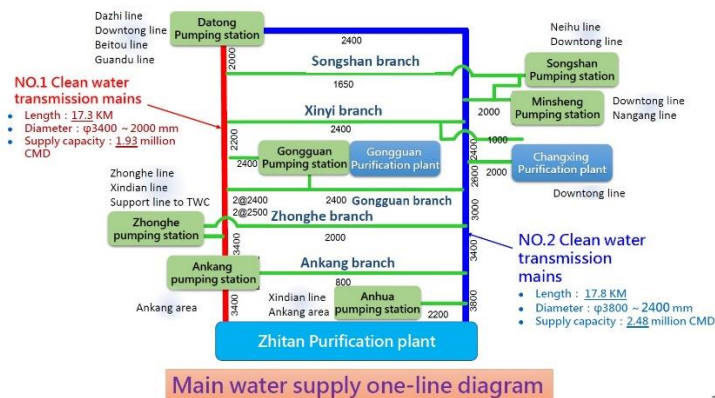 Dazhi line
Downtong line
Beitou line
Guandu line
Datong
Pumping station
2400
Neihu line
Downtong line
2000
Songshan branch
1650
Songshan
Pumping station
NO.1 Clean water
transmission mains
• Length：17.3 KM
• Diameter：φ3400 ~ 2000 mm
• Supply capacity：1.93 million
CMD
2000
Minsheng
Pumping station
Downtong line
Nangang line
Xinyi branch
2400
2200
1000
2400
2400
Gongguan
Pumping station
Gongguan
Purification plant
2600
2000
Changxing
Purification plant
Downtong line
Zhonghe line
Xindian line
Support line to TWC
2@2400
2@2500
2400
Gongguan branch
3000
Zhonghe
pumping station
Zhonghe branch
2000
3400
3400
NO.2 Clean water
transmission
mains
• Length：17.8 KM
• Diameter：φ3800 ~ 2400 mm
• Supply capacity：2.48 million CMD
Ankang
pumping station
Ankang branch
800
Ankang area
3400
Xindian line
Ankang area
Anhua
pumping station
2200
3800
Zhitan Purification plant
Main water supply one-line diagram